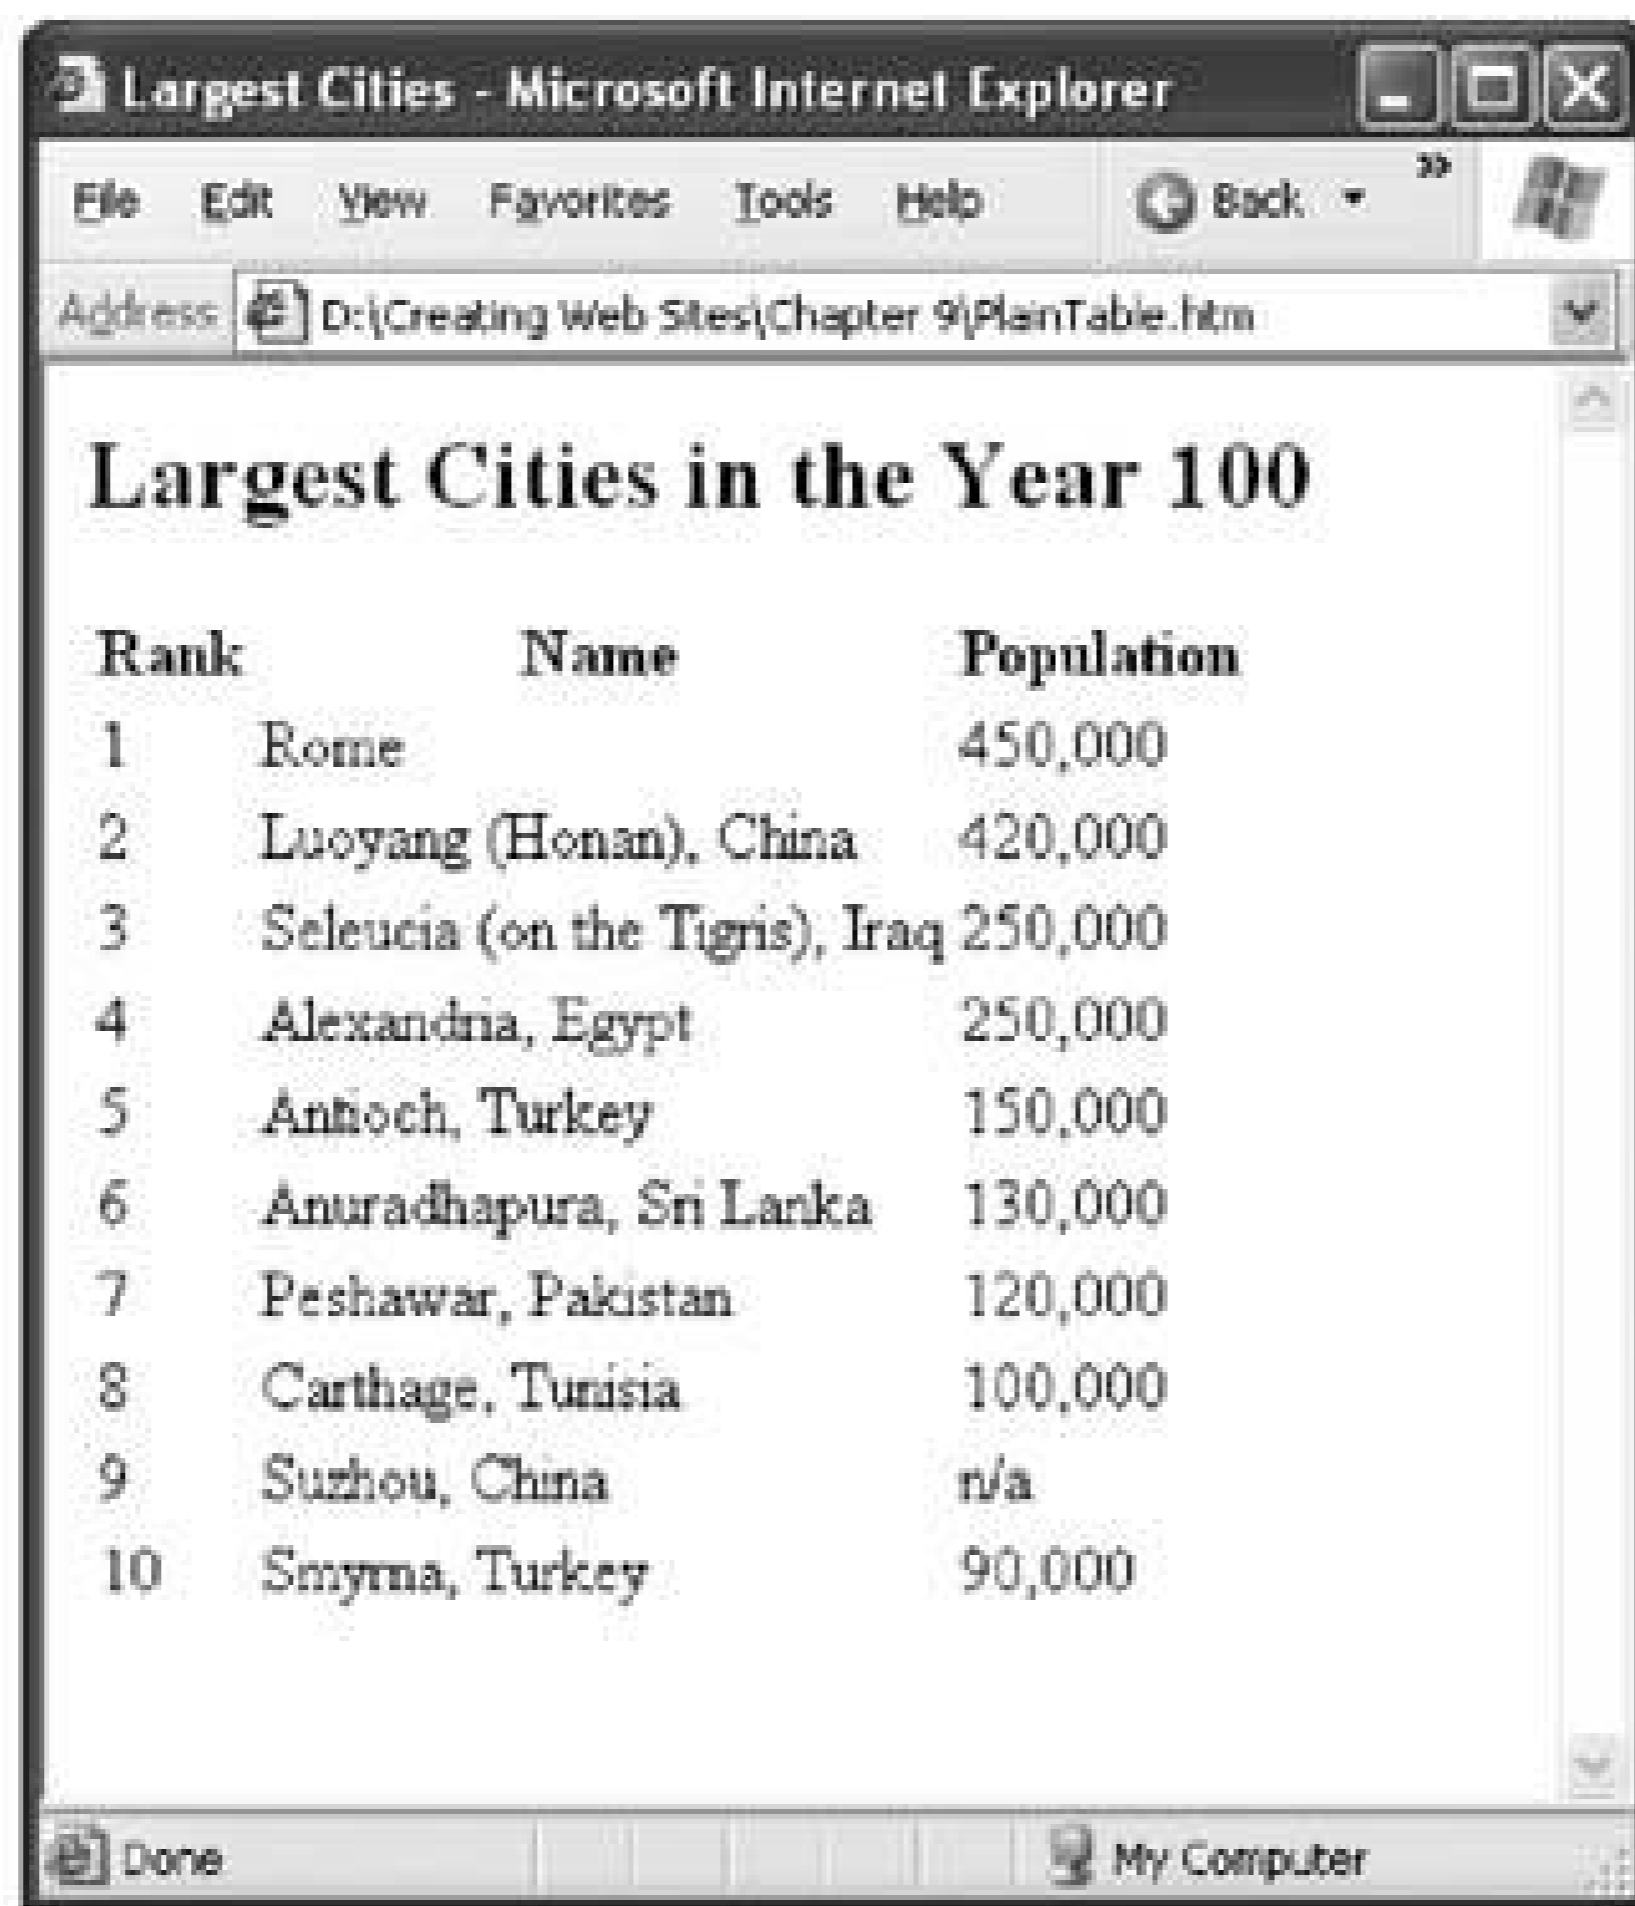 Largest Cities - Microsoft Internet Explorer
File Edit View Favorites Tools Help Back »
Address D:\Creating Web Sites\Chapter 9\PlainTable.htm
Largest Cities in the Year 100
Rank Name Population
1 Rome 450,000
2 Luoyang (Honan), China 420,000
3 Seleucia (on the Tigris), Iraq 250,000
4 Alexandria, Egypt 250,000
5 Antioch, Turkey 150,000
6 Anuradhapura, Sri Lanka 130,000
7 Peshawar, Pakistan 120,000
8 Carthage, Tunisia 100,000
9 Suzhou, China n/a
10 Smyrna, Turkey 90,000
Done My Computer